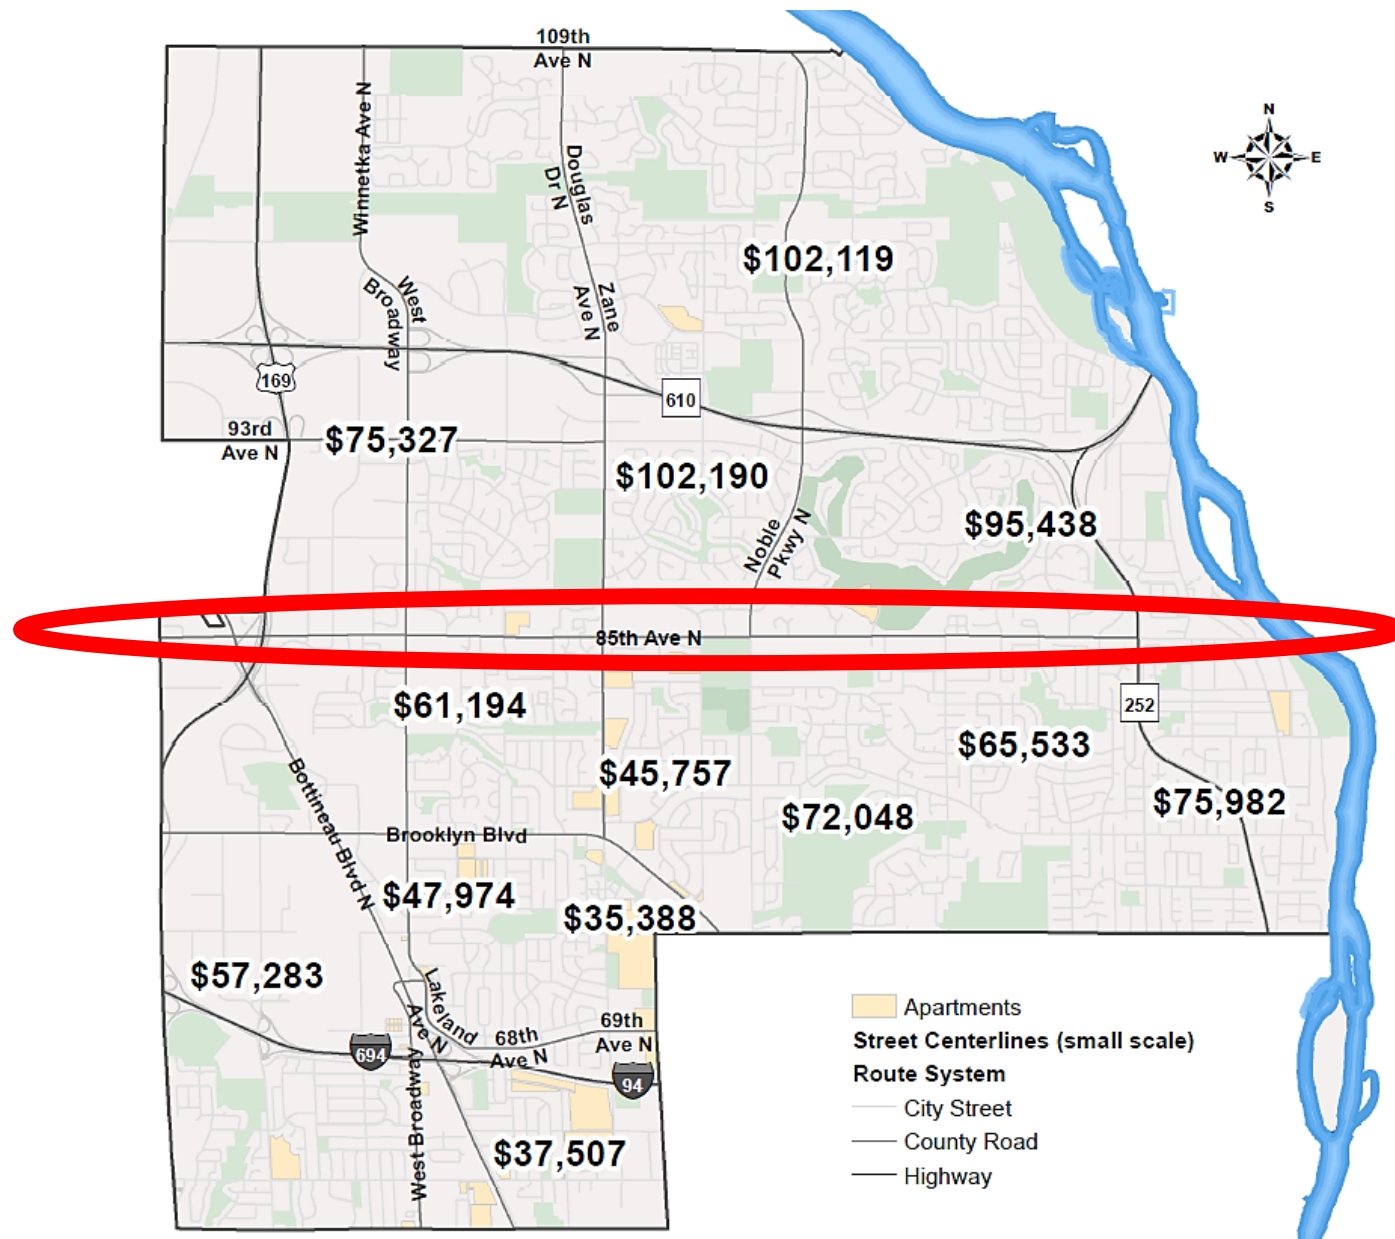 109th
Ave N
N
W
E
S
Winnetka Ave N
Douglas
Dr N
$102,119
West
Broadway
Zane
Ave N
169
610
93rd
Ave N
$75,327
$102,190
$95,438
Noble
Pkwy N
85th Ave N
$61,194
252
$65,533
$45,757
$72,048
$75,982
Bottineau Blvd N
Brooklyn Blvd
$47,974
$35,388
$57,283
Lakeland
Ave N
68th
Ave N
69th
Ave N
694
94
West Broadway
$37,507
Apartments
Street Centerlines (small scale)
Route System
City Street
County Road
Highway